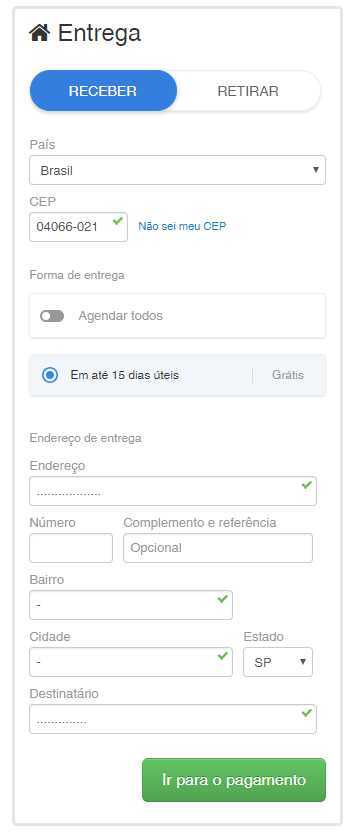 Entrega
RECEBER RETIRAR
País
Brasil
CEP
04066-021 Não sei meu CEP
Forma de entrega
Agendar todos
Em até 15 dias úteis Grátis
Endereço de entrega
Endereço
..................
Número Complemento e referência
Opcional
Bairro
-
Cidade Estado
- SP
Destinatário
..............
Ir para o pagamento